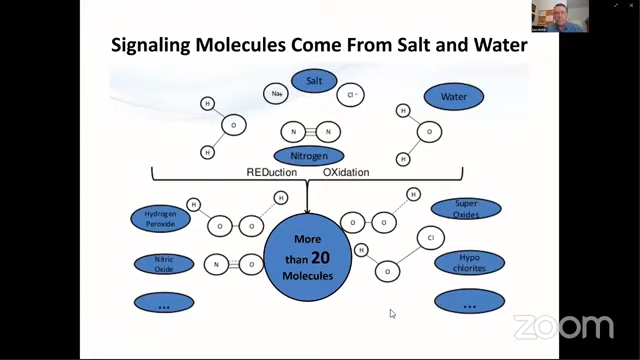 Signaling Molecules Come From Salt and Water
Salt
Na+
Cl -
H
O
H
Water
H
O
H
N
N
Nitrogen
REDuction
OXidation
Hydrogen
Peroxide
H
O
O
H
More
than 20
Molecules
O
O
H
Super
Oxides
Nitric
Oxide
N
O
H
O
Cl
Hypo
chlorites
...
...
zoom